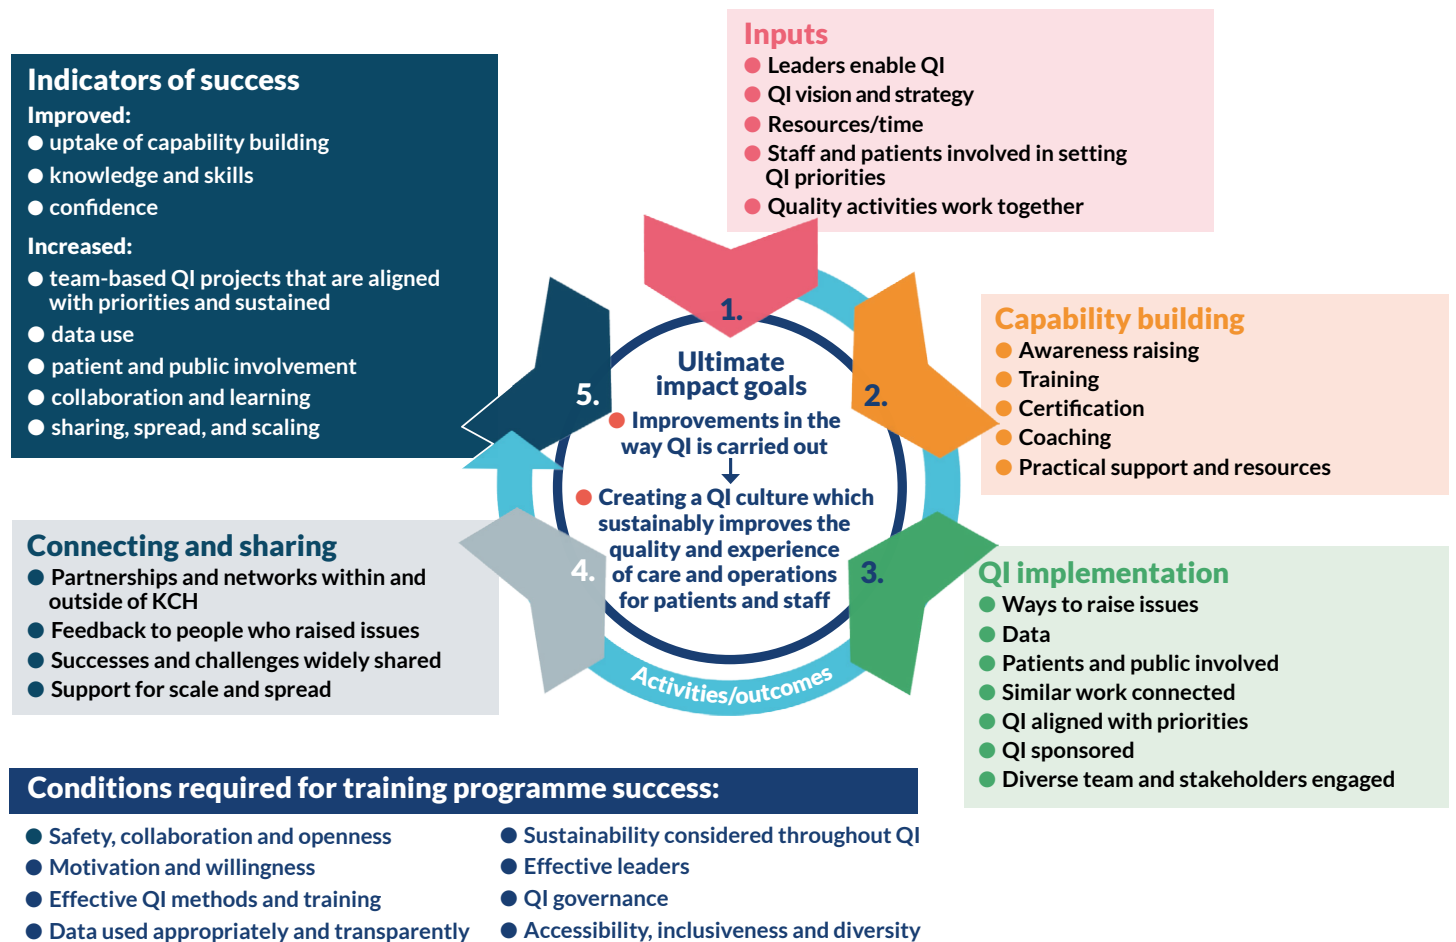 Inputs
Leaders enable QI
QI vision and strategy
Resources/time
Staff and patients involved in setting
QI priorities
Quality activities work together
Indicators of success
Improved:
uptake of capability building
knowledge and skills
confidence
Increased:
team-based QI projects that are aligned
with priorities and sustained
data use
patient and public involvement
collaboration and learning
sharing, spread, and scaling
1.
2.
3.
4.
5.
Ultimate
impact goals
Improvements in the
way QI is carried out
Creating a QI culture which
sustainably improves the
quality and experience
of care and operations
for patients and staff
Activities/outcomes
Capability building
Awareness raising
Training
Certification
Coaching
Practical support and resources
QI implementation
Ways to raise issues
Data
Patients and public involved
Similar work connected
QI aligned with priorities
QI sponsored
Diverse team and stakeholders engaged
Connecting and sharing
Partnerships and networks within and
outside of KCH
Feedback to people who raised issues
Successes and challenges widely shared
Support for scale and spread
Conditions required for training programme success:
Safety, collaboration and openness
Motivation and willingness
Effective QI methods and training
Data used appropriately and transparently
Sustainability considered throughout QI
Effective leaders
QI governance
Accessibility, inclusiveness and diversity